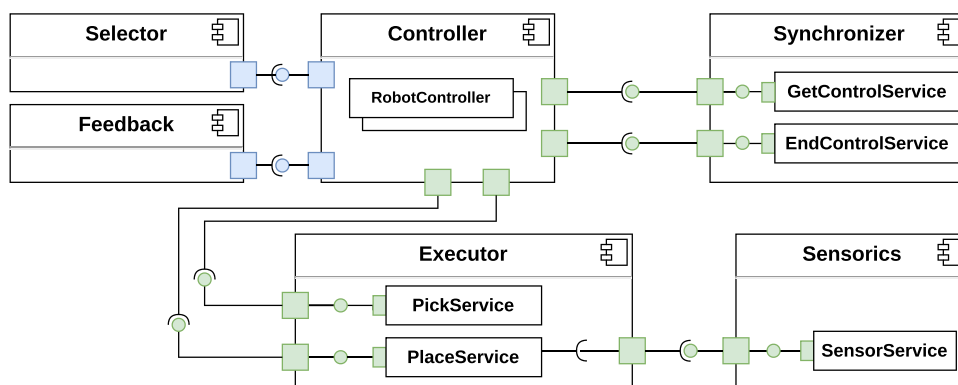 Selector
Controller
Synchronizer
RobotController
GetControlService
Feedback
EndControlService
Executor
Sensorics
PickService
PlaceService
SensorService